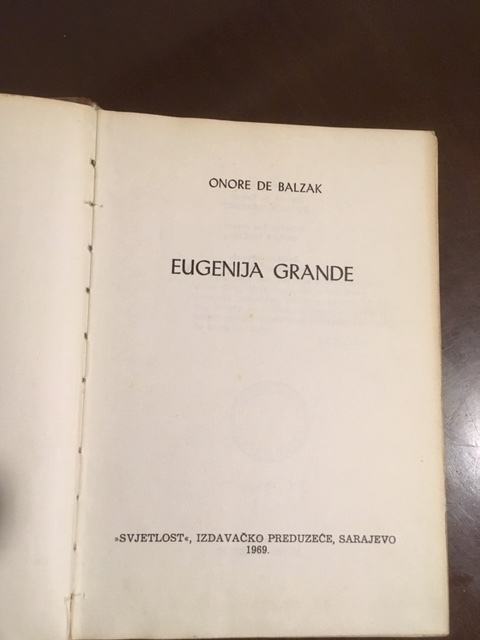 ONORE DE BALZAK
EUGENIJA GRANDE
»SVJETLOST«, IZDAVAČKO PREDUZEĆE, SARAJEVO
1969.